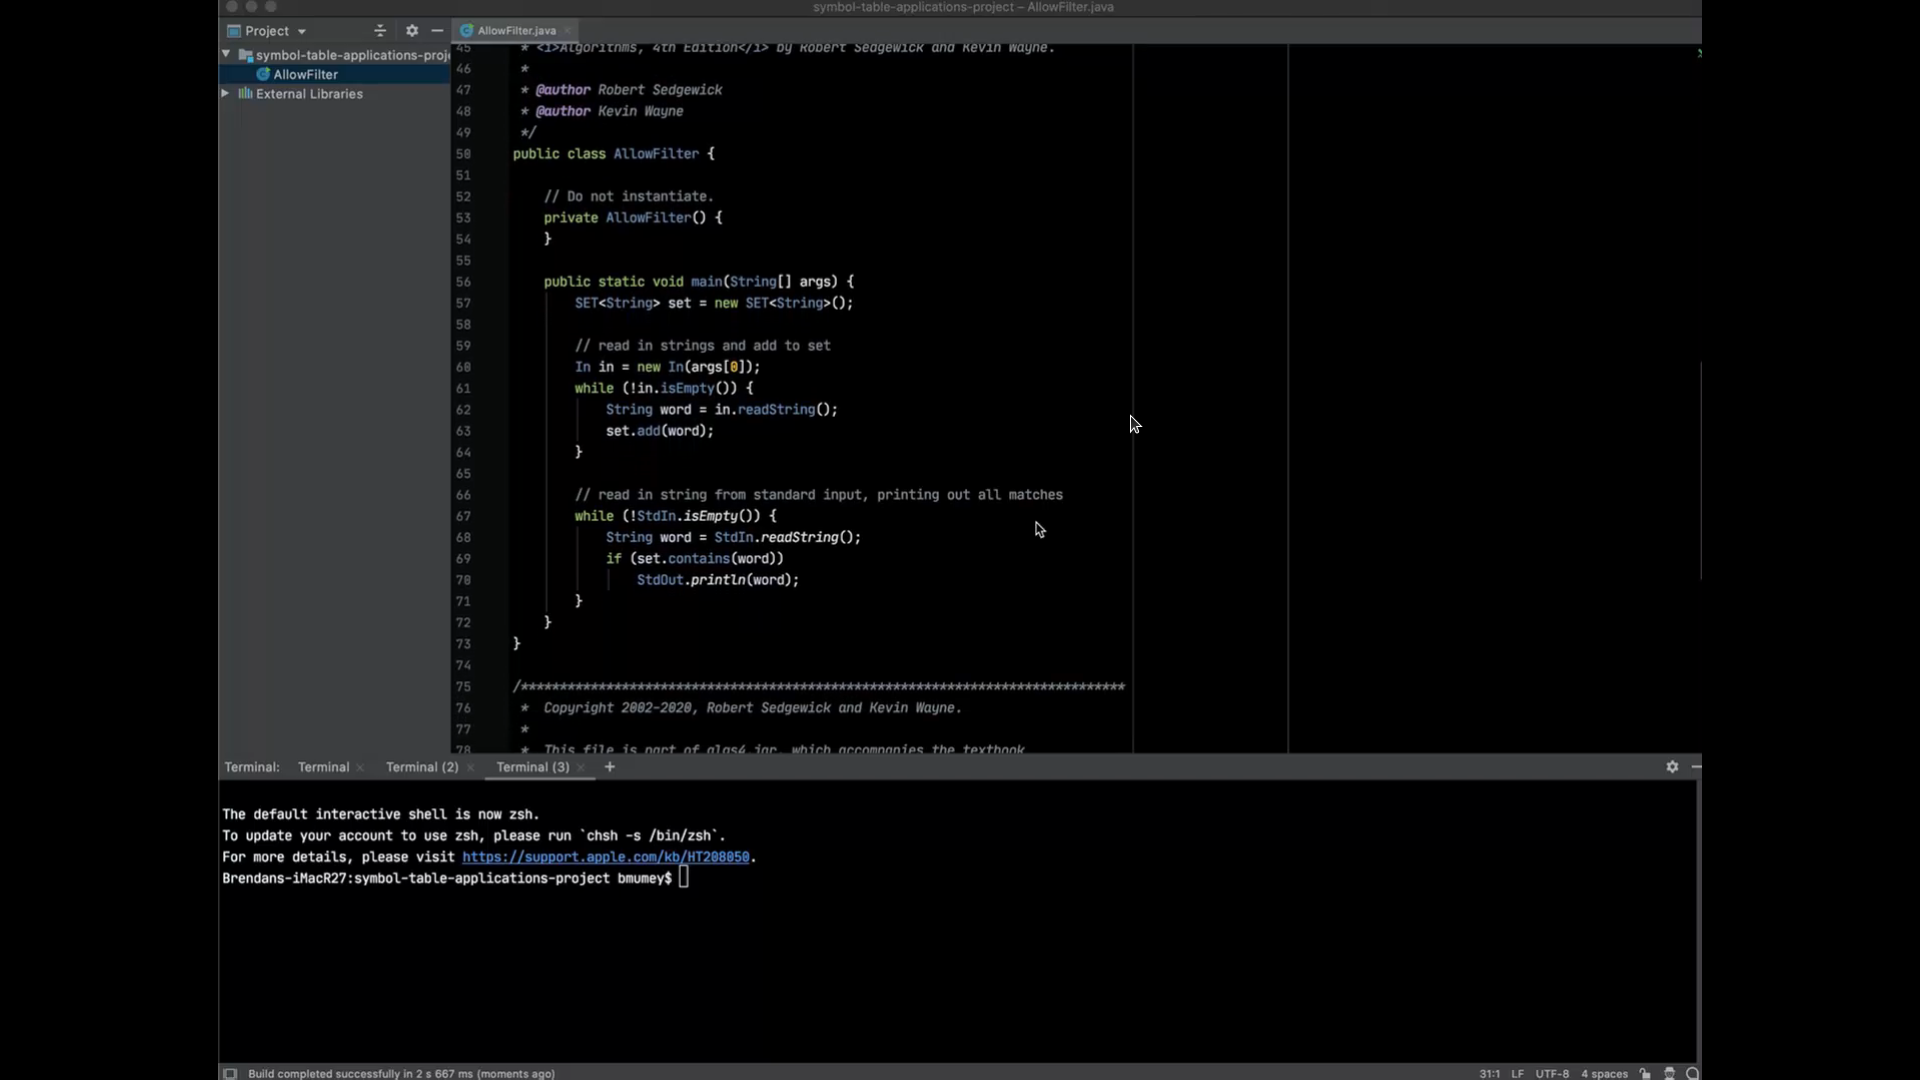 symbol-table-applications-project – AllowFilter.java
Project
AllowFilter.java
symbol-table-applications-proje
AllowFilter
External Libraries
45 * <i>Algorithms, 4th Edition</i> by Robert Sedgewick and Kevin Wayne.
46 *
47 * @author Robert Sedgewick
48 * @author Kevin Wayne
49 */
50 public class AllowFilter {
51
52 // Do not instantiate.
53 private AllowFilter() {
54 }
55
56 public static void main(String[] args) {
57 SET<String> set = new SET<String>();
58
59 // read in strings and add to set
60 In in = new In(args[0]);
61 while (!in.isEmpty()) {
62 String word = in.readString();
63 set.add(word);
64 }
65
66 // read in string from standard input, printing out all matches
67 while (!StdIn.isEmpty()) {
68 String word = StdIn.readString();
69 if (set.contains(word))
70 StdOut.println(word);
71 }
72 }
73 }
74
75 /******************************************************************************
76 * Copyright 2002-2020, Robert Sedgewick and Kevin Wayne.
77 *
78 * This file is part of algs4.jar, which accompanies the textbook
Terminal: Terminal Terminal (2) Terminal (3) +
The default interactive shell is now zsh.
To update your account to use zsh, please run `chsh -s /bin/zsh`.
For more details, please visit https://support.apple.com/kb/HT208050.
Brendans-iMacR27:symbol-table-applications-project bmumey$
Build completed successfully in 2 s 667 ms (moments ago)
31:1 LF UTF-8 4 spaces